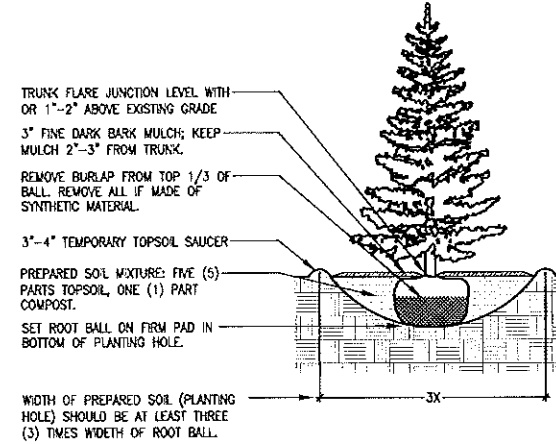 TRUNK FLARE JUNCTION LEVEL WITH
OR 1"-2" ABOVE EXISTING GRADE
3" FINE DARK BARK MULCH; KEEP
MULCH 2"-3" FROM TRUNK.
REMOVE BURLAP FROM TOP 1/3 OF
BALL. REMOVE ALL IF MADE OF
SYNTHETIC MATERIAL.
3"-4" TEMPORARY TOPSOIL SAUCER
PREPARED SOIL MIXTURE: FIVE (5)
PARTS TOPSOIL, ONE (1) PART
COMPOST.
SET ROOT BALL ON FIRM PAD IN
BOTTOM OF PLANTING HOLE.
WIDTH OF PREPARED SOIL (PLANTING
HOLE) SHOULD BE AT LEAST THREE
(3) TIMES WIDETH OF ROOT BALL.
3X